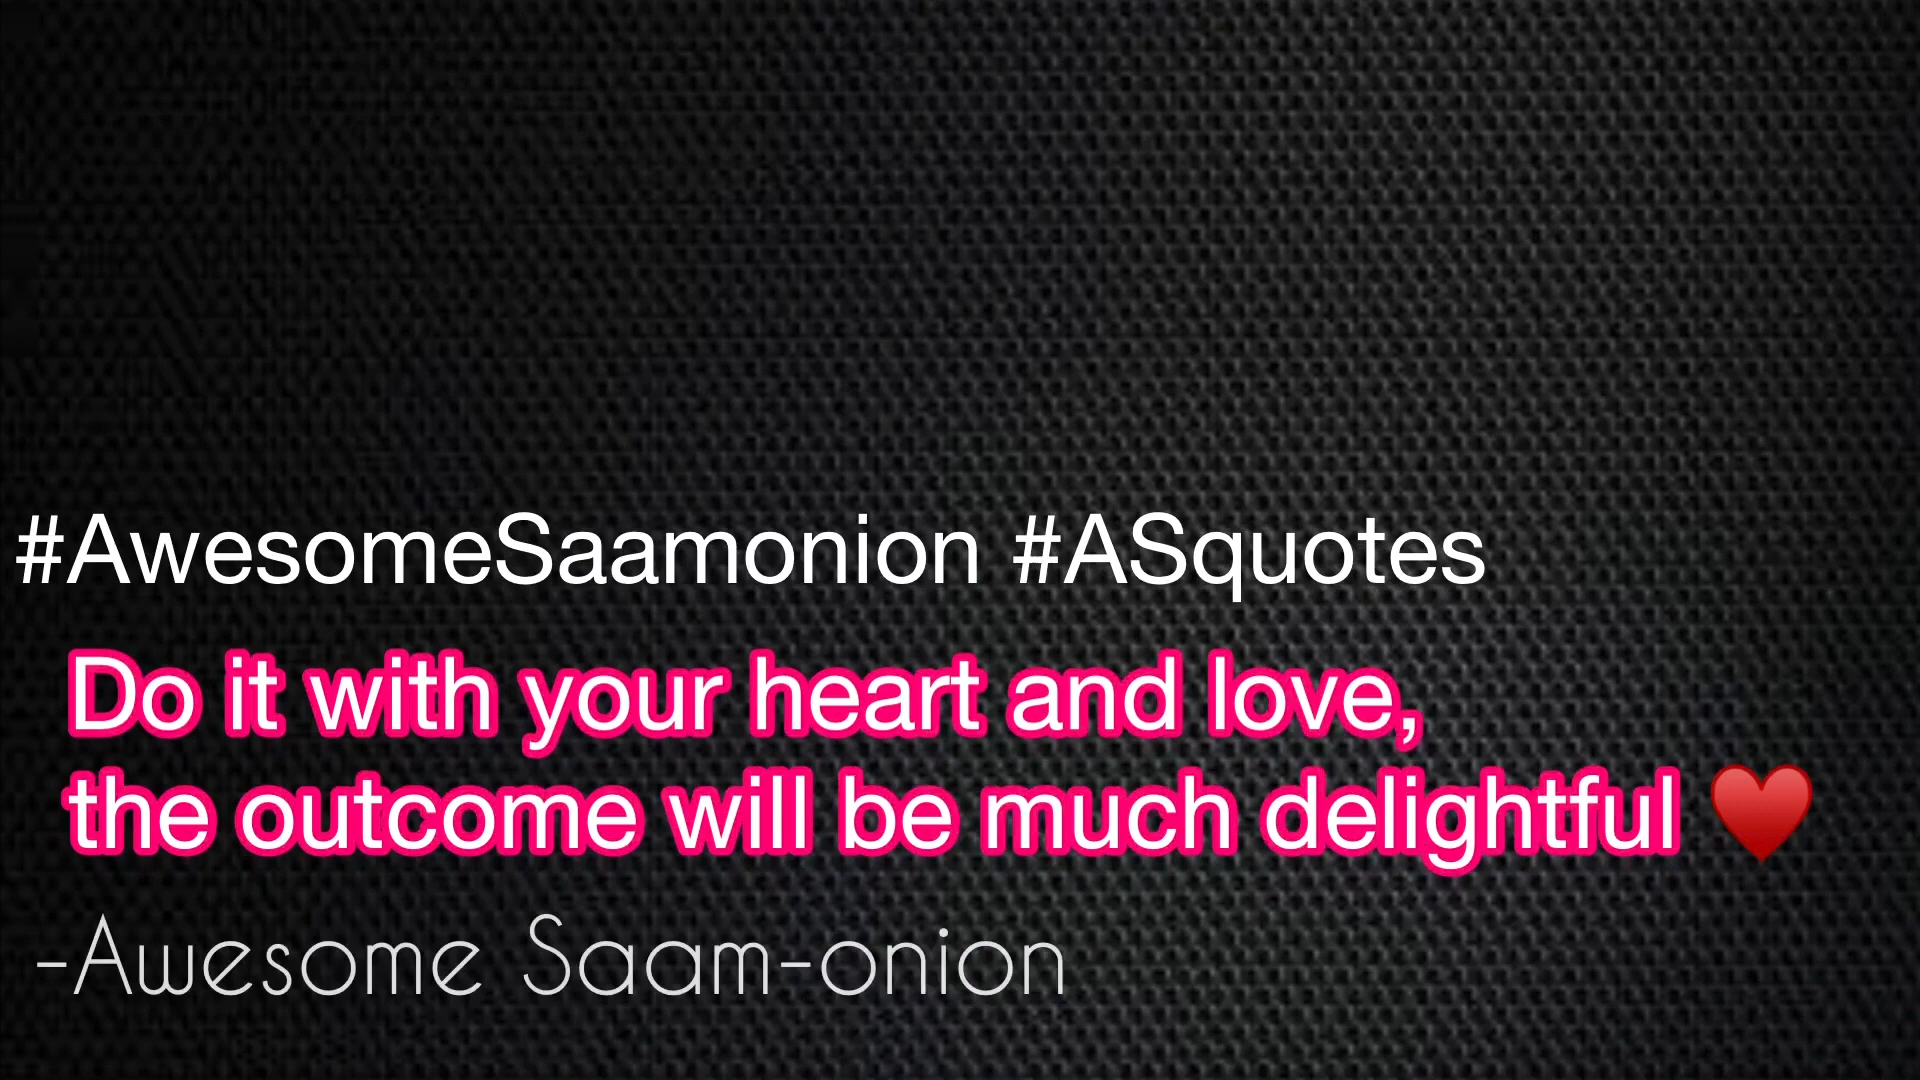 #AwesomeSaamonion #ASquotes
Do it with your heart and love,
the outcome will be much delightful ♥️
-Awesome Saam-onion